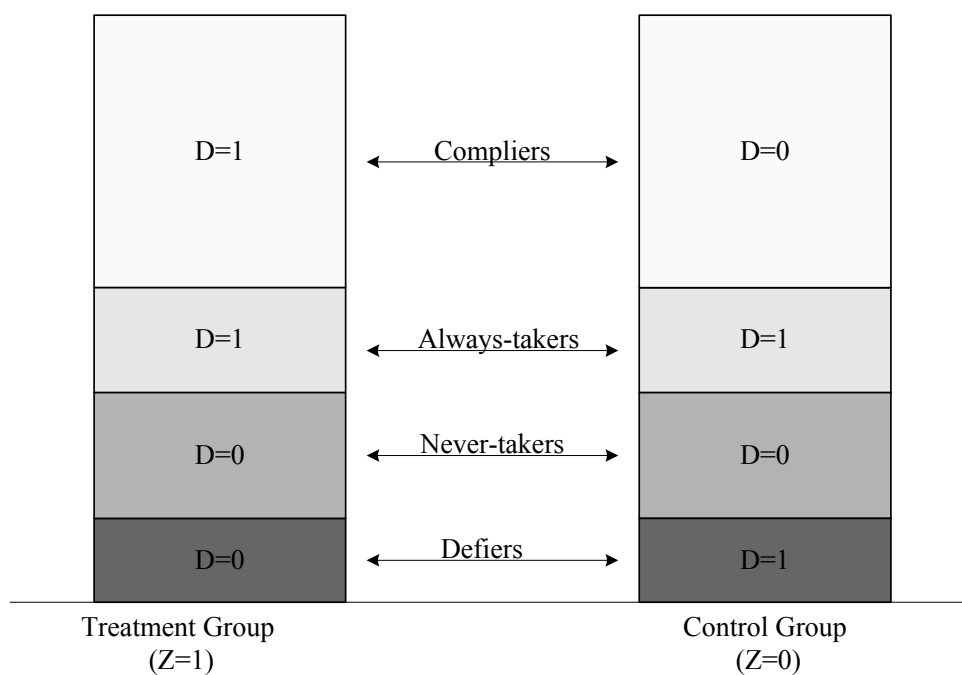 D=1
Compliers
D=0
D=1
Always-takers
D=1
D=0
Never-takers
D=0
D=0
Defiers
D=1
Treatment Group
(Z=1)
Control Group
(Z=0)